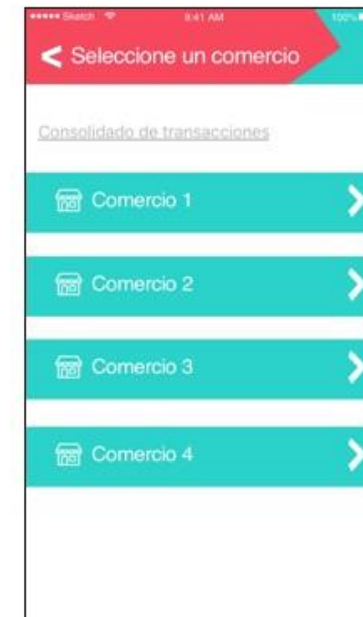 Sketch 9:41 AM 100%
< Seleccione un comercio
Consolidado de transacciones
Comercio 1
Comercio 2
Comercio 3
Comercio 4